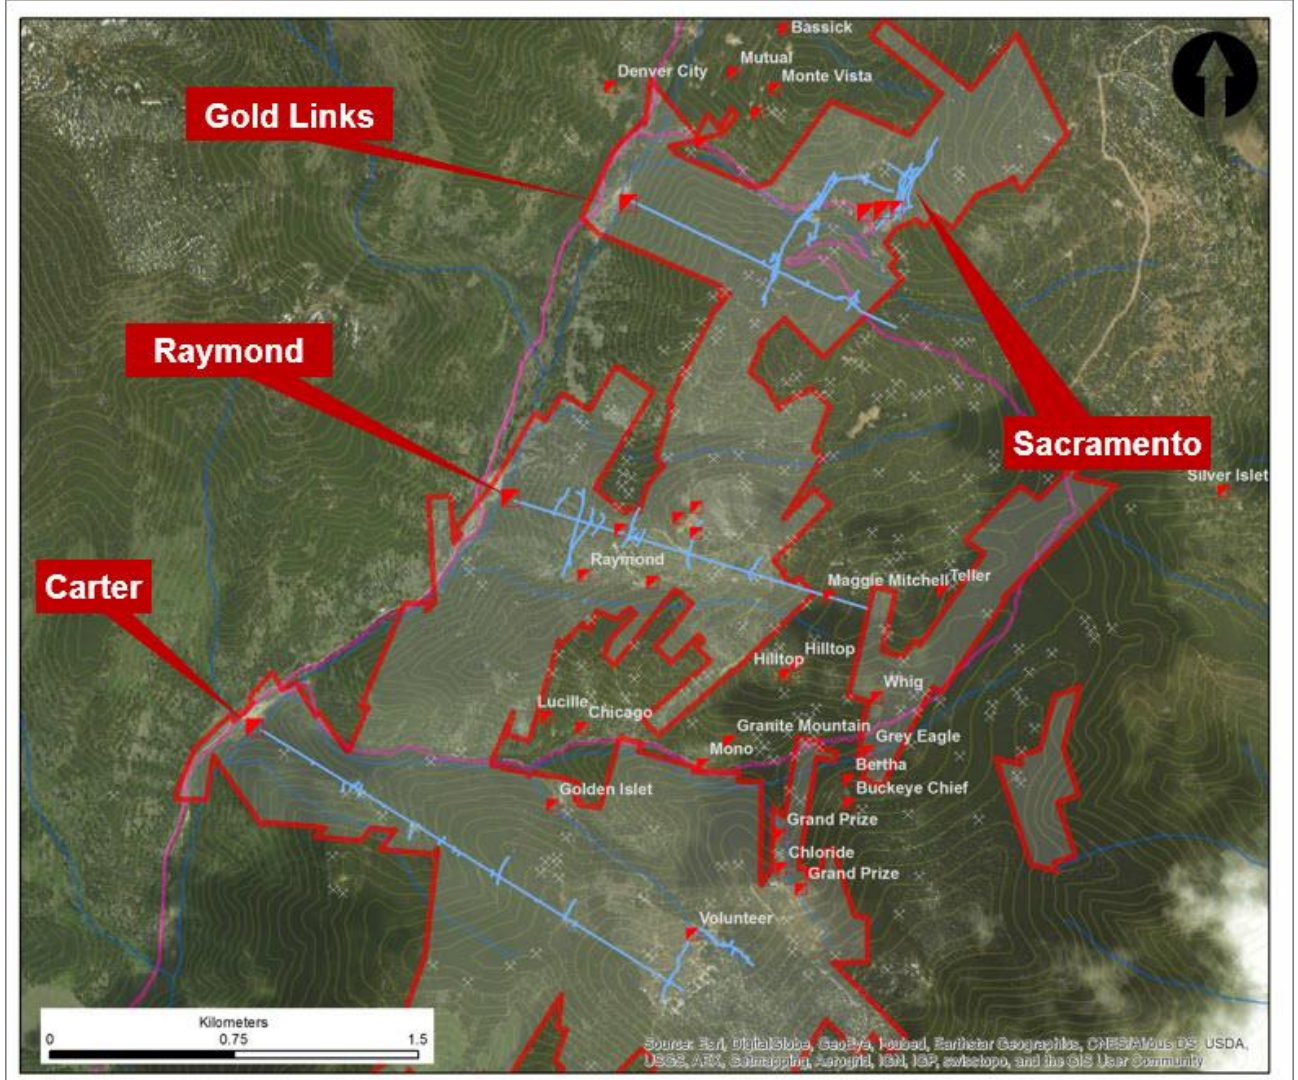 Bassick
Mutual
Denver City
Monte Vista
Gold Links
Raymond
Sacramento
Silver Islet
Raymond
Maggie Mitchell
Teller
Carter
Hilltop
Hilltop
Whig
Lucille
Chicago
Granite Mountain
Grey Eagle
Mono
Bertha
Golden Islet
Buckeye Chief
Grand Prize
Chloride
Grand Prize
Volunteer
Kilometers
0 0.75 1.5
Source: Esri, DigitalGlobe, GeoEye, i-cubed, Earthstar Geographics, CNES/Airbus DS, USDA,
USGS, AEX, Getmapping, Aerogrid, IGN, IGP, swisstopo, and the GIS User Community